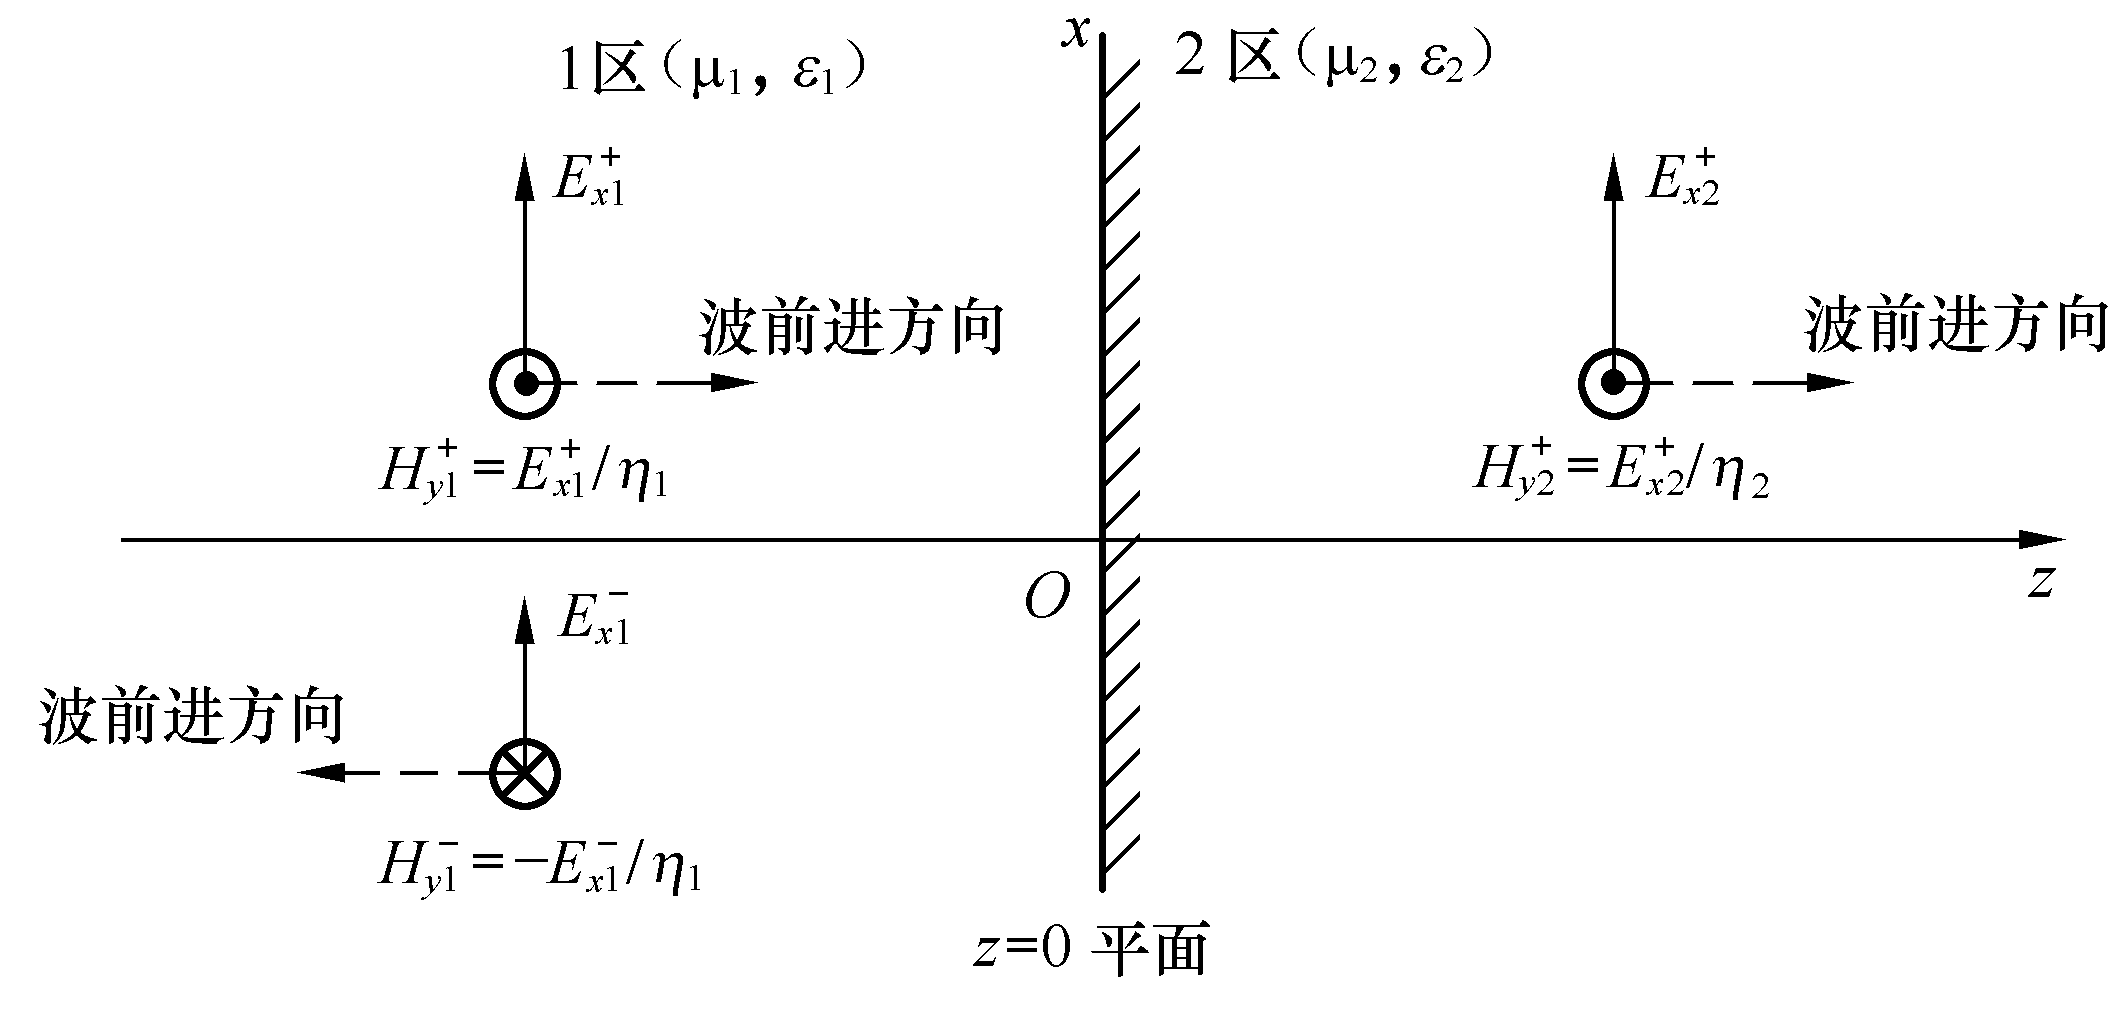 1区(μ₁, ε₁)
x
2 区(μ₂, ε₂)
E⁺ₓ₁
E⁺ₓ₂
波前进方向
波前进方向
H⁺y1=E⁺x1/η₁
H⁺y2=E⁺x2/η₂
O
z
E⁻ₓ₁
波前进方向
H⁻y1=−E⁻x1/η₁
z=0 平面